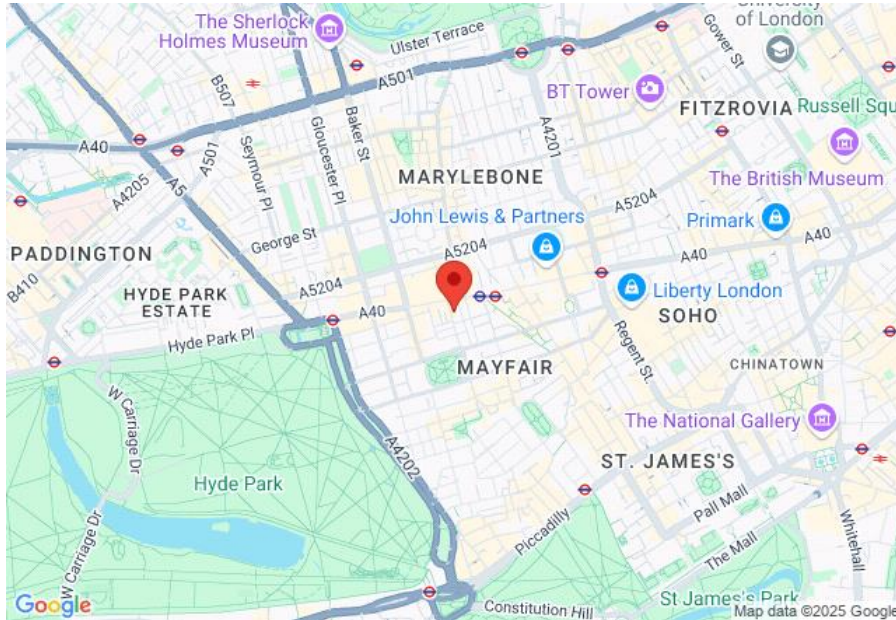 The Sherlock
Holmes Museum
Ulster Terrace
Gower St
University
of London
A501
B507
BT Tower
FITZROVIA
Russell Squ
A40
A501
Gloucester Pl
Baker St
A4201
The British Museum
A4205
A5
Seymour Pl
MARYLEBONE
A5204
John Lewis & Partners
Primark
A40
PADDINGTON
George St
A5204
A40
B410
HYDE PARK
ESTATE
A5204
A40
Liberty London
SOHO
Hyde Park Pl
Regent St.
MAYFAIR
CHINATOWN
W Carriage Dr
The National Gallery
A4202
ST. JAMES'S
Hyde Park
Pall Mall
Piccadilly
The Mall
Whitehall
W Carriage Dr
St James's Park
Constitution Hill
Google
Map data ©2025 Google